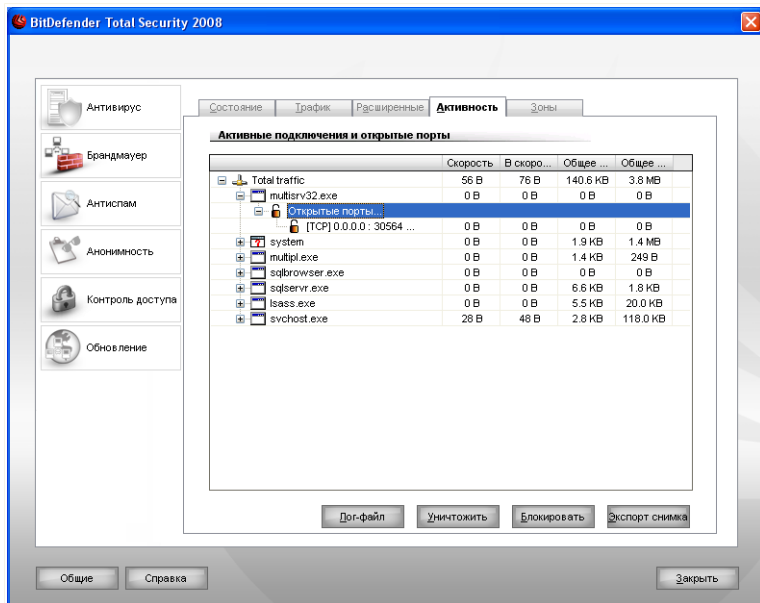 BitDefender Total Security 2008
Антивирус
Брандмауер
Антиспам
Анонимность
Контроль доступа
Обновление
Состояние Трафик Расширенные Активность Зоны
Активные подключения и открытые порты
Скорость В скоро... Общее ... Общее ...
Total traffic 56 B 76 B 140.6 KB 3.8 MB
multisrv32.exe 0 B 0 B 0 B 0 B
Открытые порты...
[TCP] 0.0.0.0 : 30564 ... 0 B 0 B 0 B 0 B
system 0 B 0 B 1.9 KB 1.4 MB
multipl.exe 0 B 0 B 1.4 KB 249 B
sqlbrowser.exe 0 B 0 B 0 B 0 B
sqlservr.exe 0 B 0 B 6.6 KB 1.8 KB
lsass.exe 0 B 0 B 5.5 KB 20.0 KB
svchost.exe 28 B 48 B 2.8 KB 118.0 KB
Лог-файл Уничтожить Блокировать Экспорт снимка
Общие Справка Закрыть